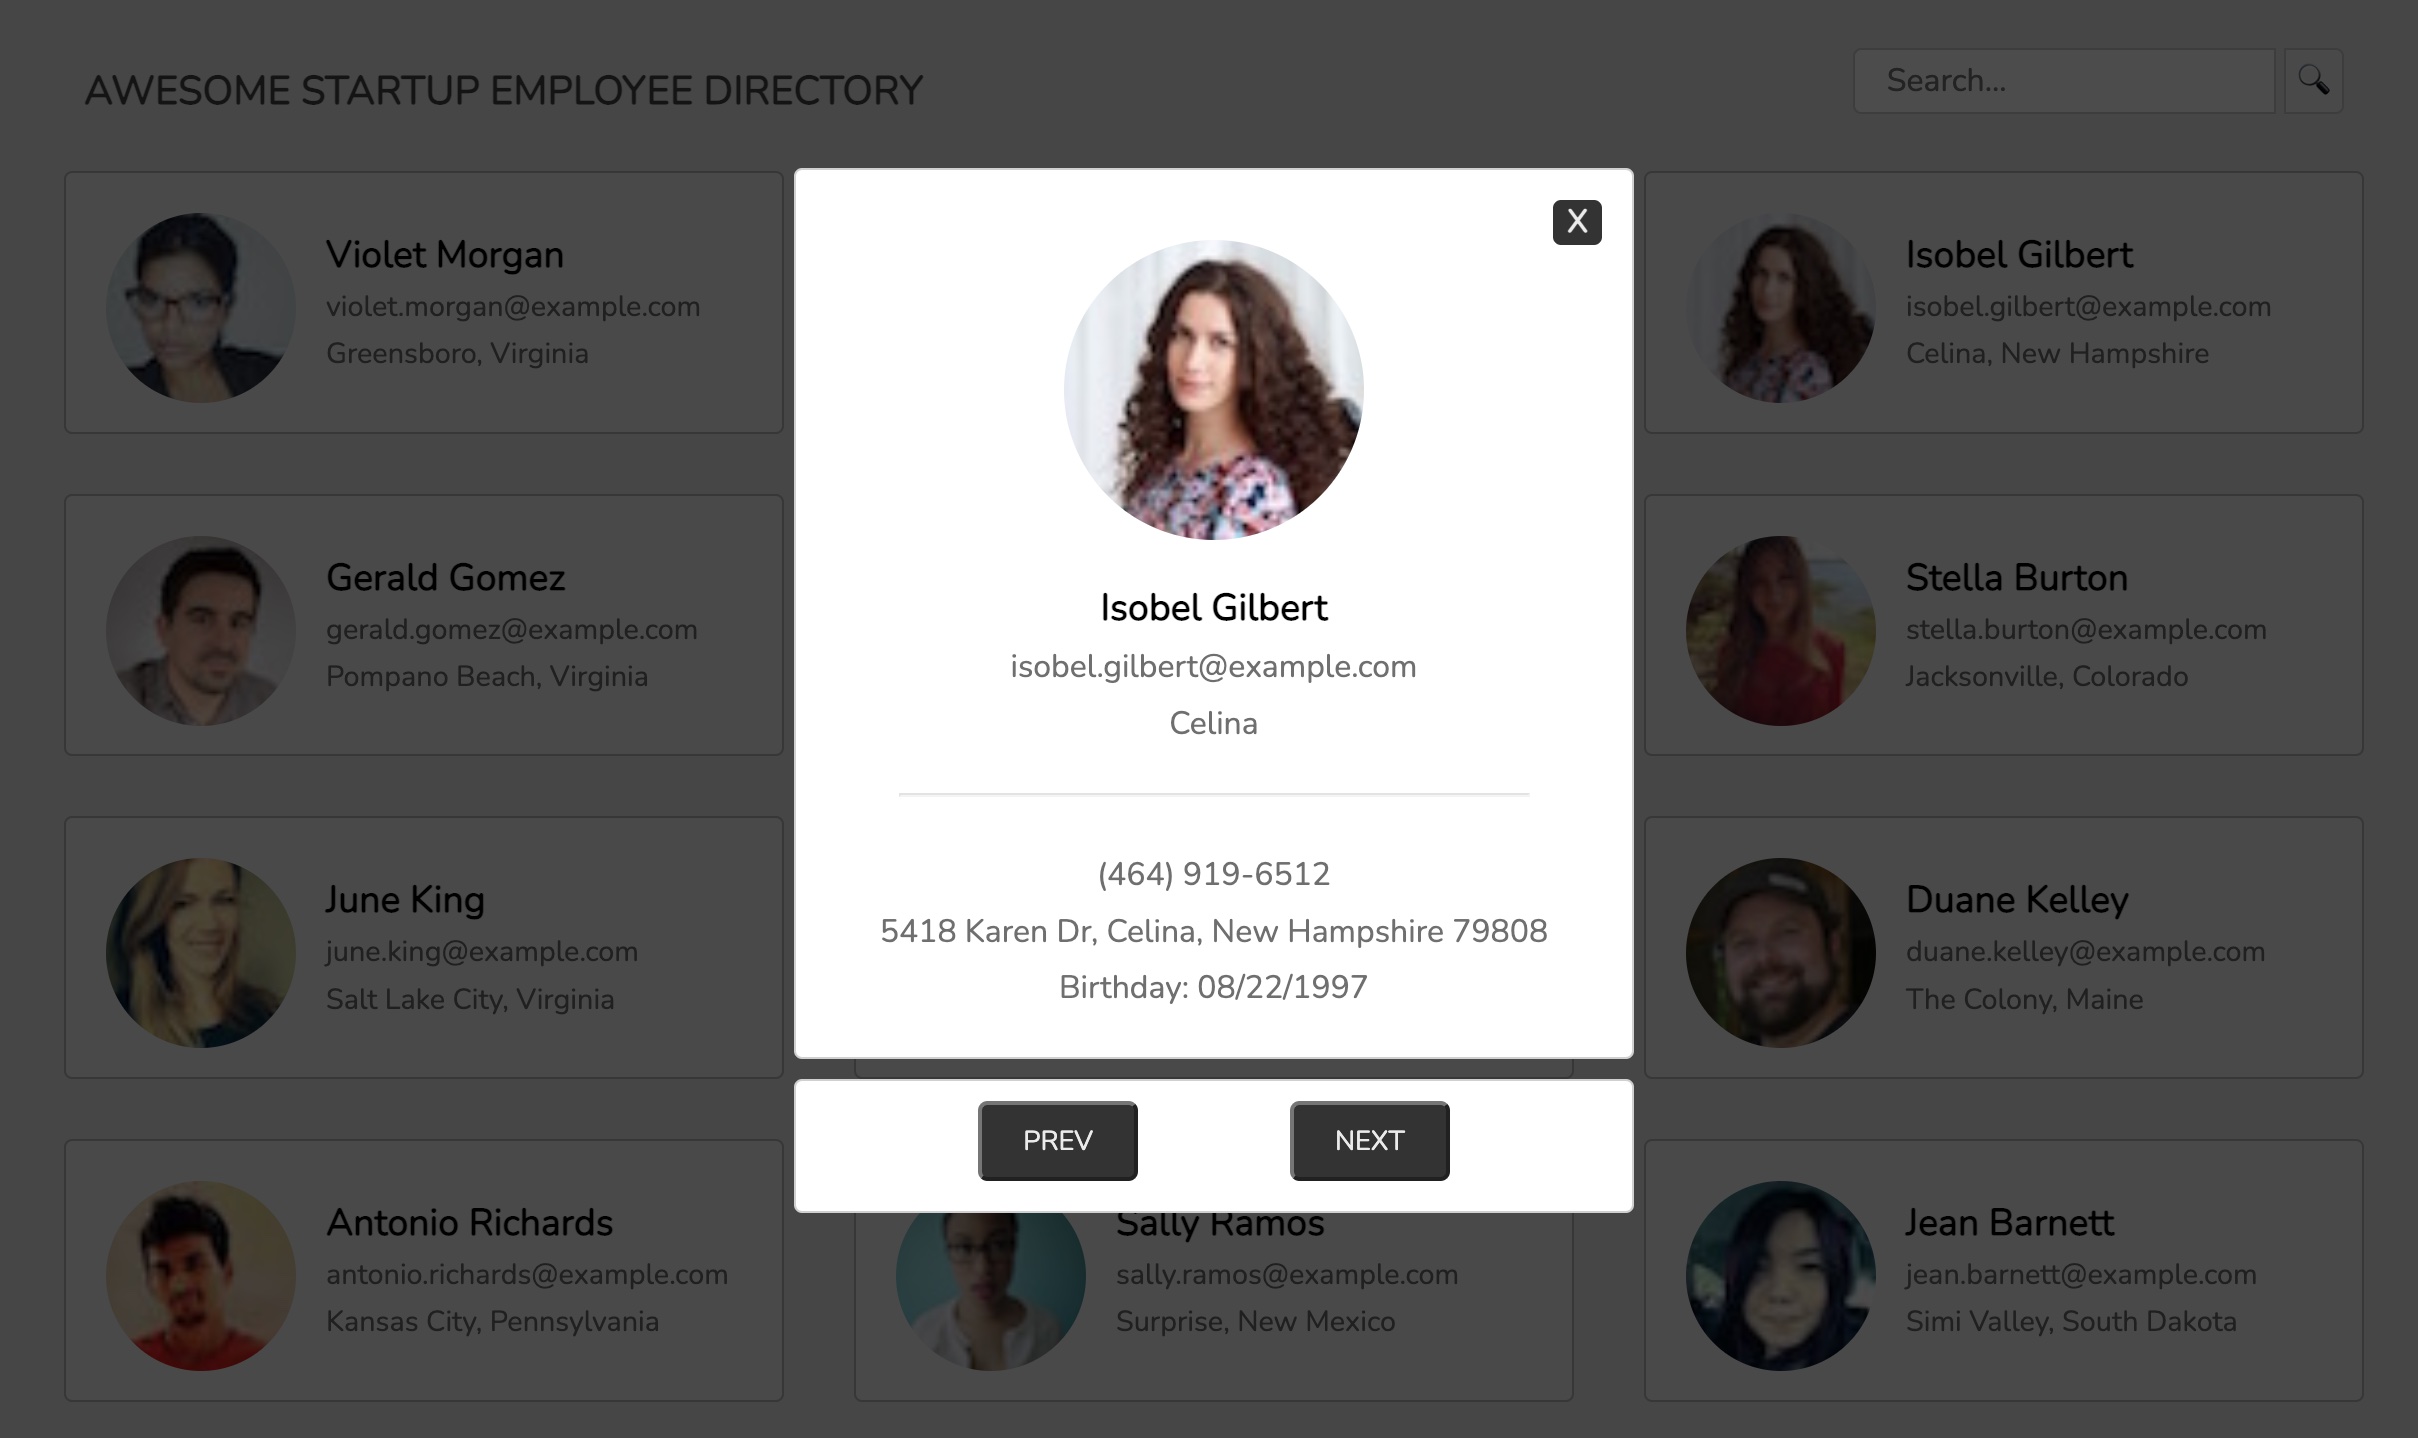 AWESOME STARTUP EMPLOYEE DIRECTORY
Search...
Violet Morgan
violet.morgan@example.com
Greensboro, Virginia
X
Isobel Gilbert
isobel.gilbert@example.com
Celina
(464) 919-6512
5418 Karen Dr, Celina, New Hampshire 79808
Birthday: 08/22/1997
PREV
NEXT
Isobel Gilbert
isobel.gilbert@example.com
Celina, New Hampshire
Gerald Gomez
gerald.gomez@example.com
Pompano Beach, Virginia
Stella Burton
stella.burton@example.com
Jacksonville, Colorado
June King
june.king@example.com
Salt Lake City, Virginia
Duane Kelley
duane.kelley@example.com
The Colony, Maine
Antonio Richards
antonio.richards@example.com
Kansas City, Pennsylvania
Sally Ramos
sally.ramos@example.com
Surprise, New Mexico
Jean Barnett
jean.barnett@example.com
Simi Valley, South Dakota